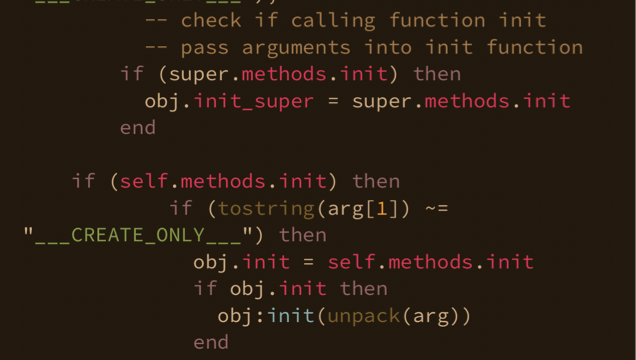 "___CREATE_ONLY___");
-- check if calling function init
-- pass arguments into init function
if (super.methods.init) then
obj.init_super = super.methods.init
end
if (self.methods.init) then
if (tostring(arg[1]) ~=
"___CREATE_ONLY___") then
obj.init = self.methods.init
if obj.init then
obj:init(unpack(arg))
end